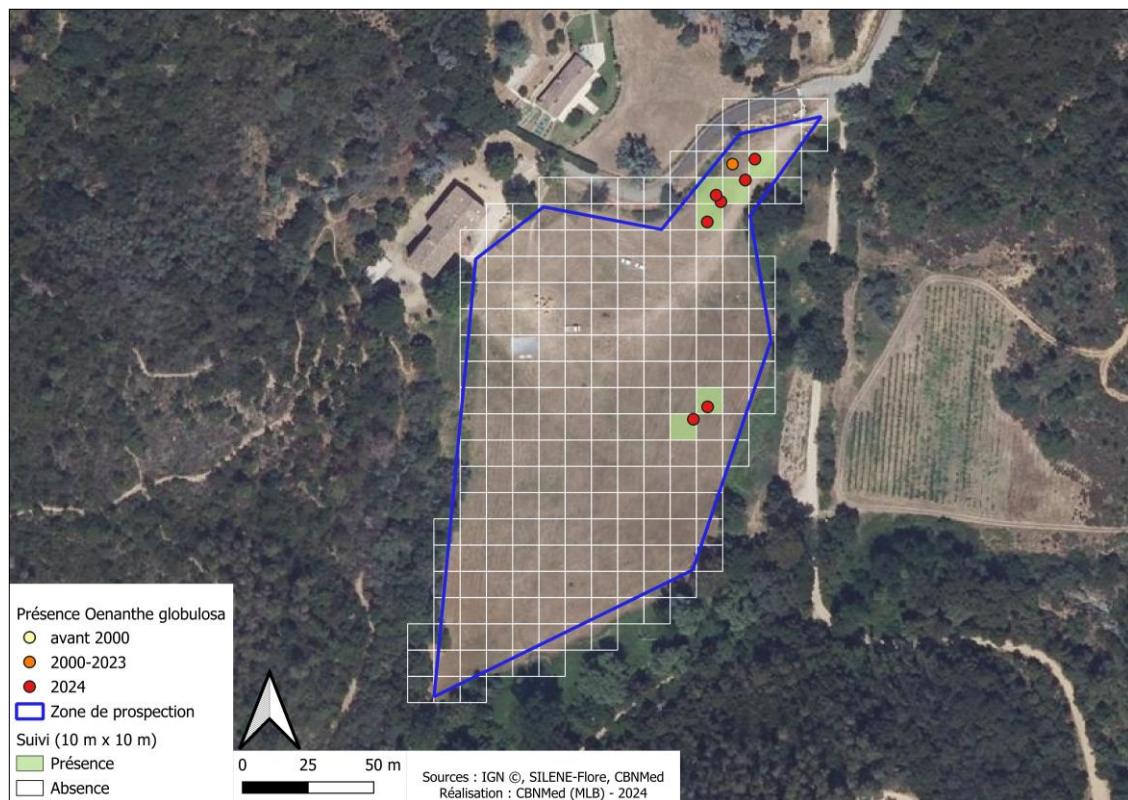 Présence Oenanthe globulosa
avant 2000
2000-2023
2024
Zone de prospection
Suivi (10 m x 10 m)
Présence
Absence
0 25 50 m
Sources : IGN ©, SILENE-Flore, CBNMed
Réalisation : CBNMed (MLB) - 2024